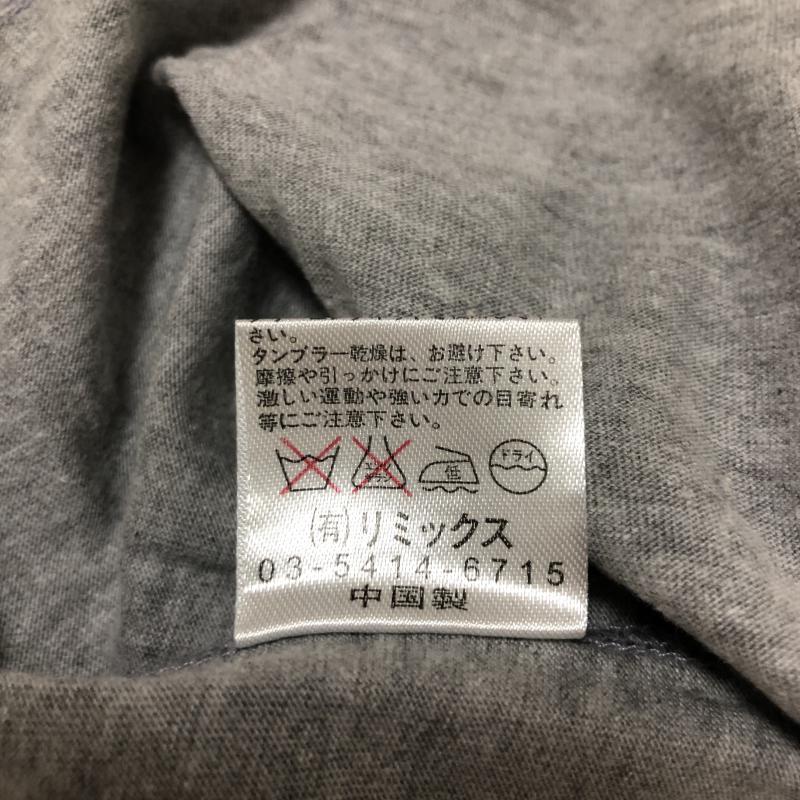 さい。
タンブラー乾燥は、お避け下さい。
摩擦や引っかけにご注意下さい。
激しい運動や強い力での目寄れ
等にご注意下さい。
低
ドライ
(有)リミックス
03-5414-6715
中国製